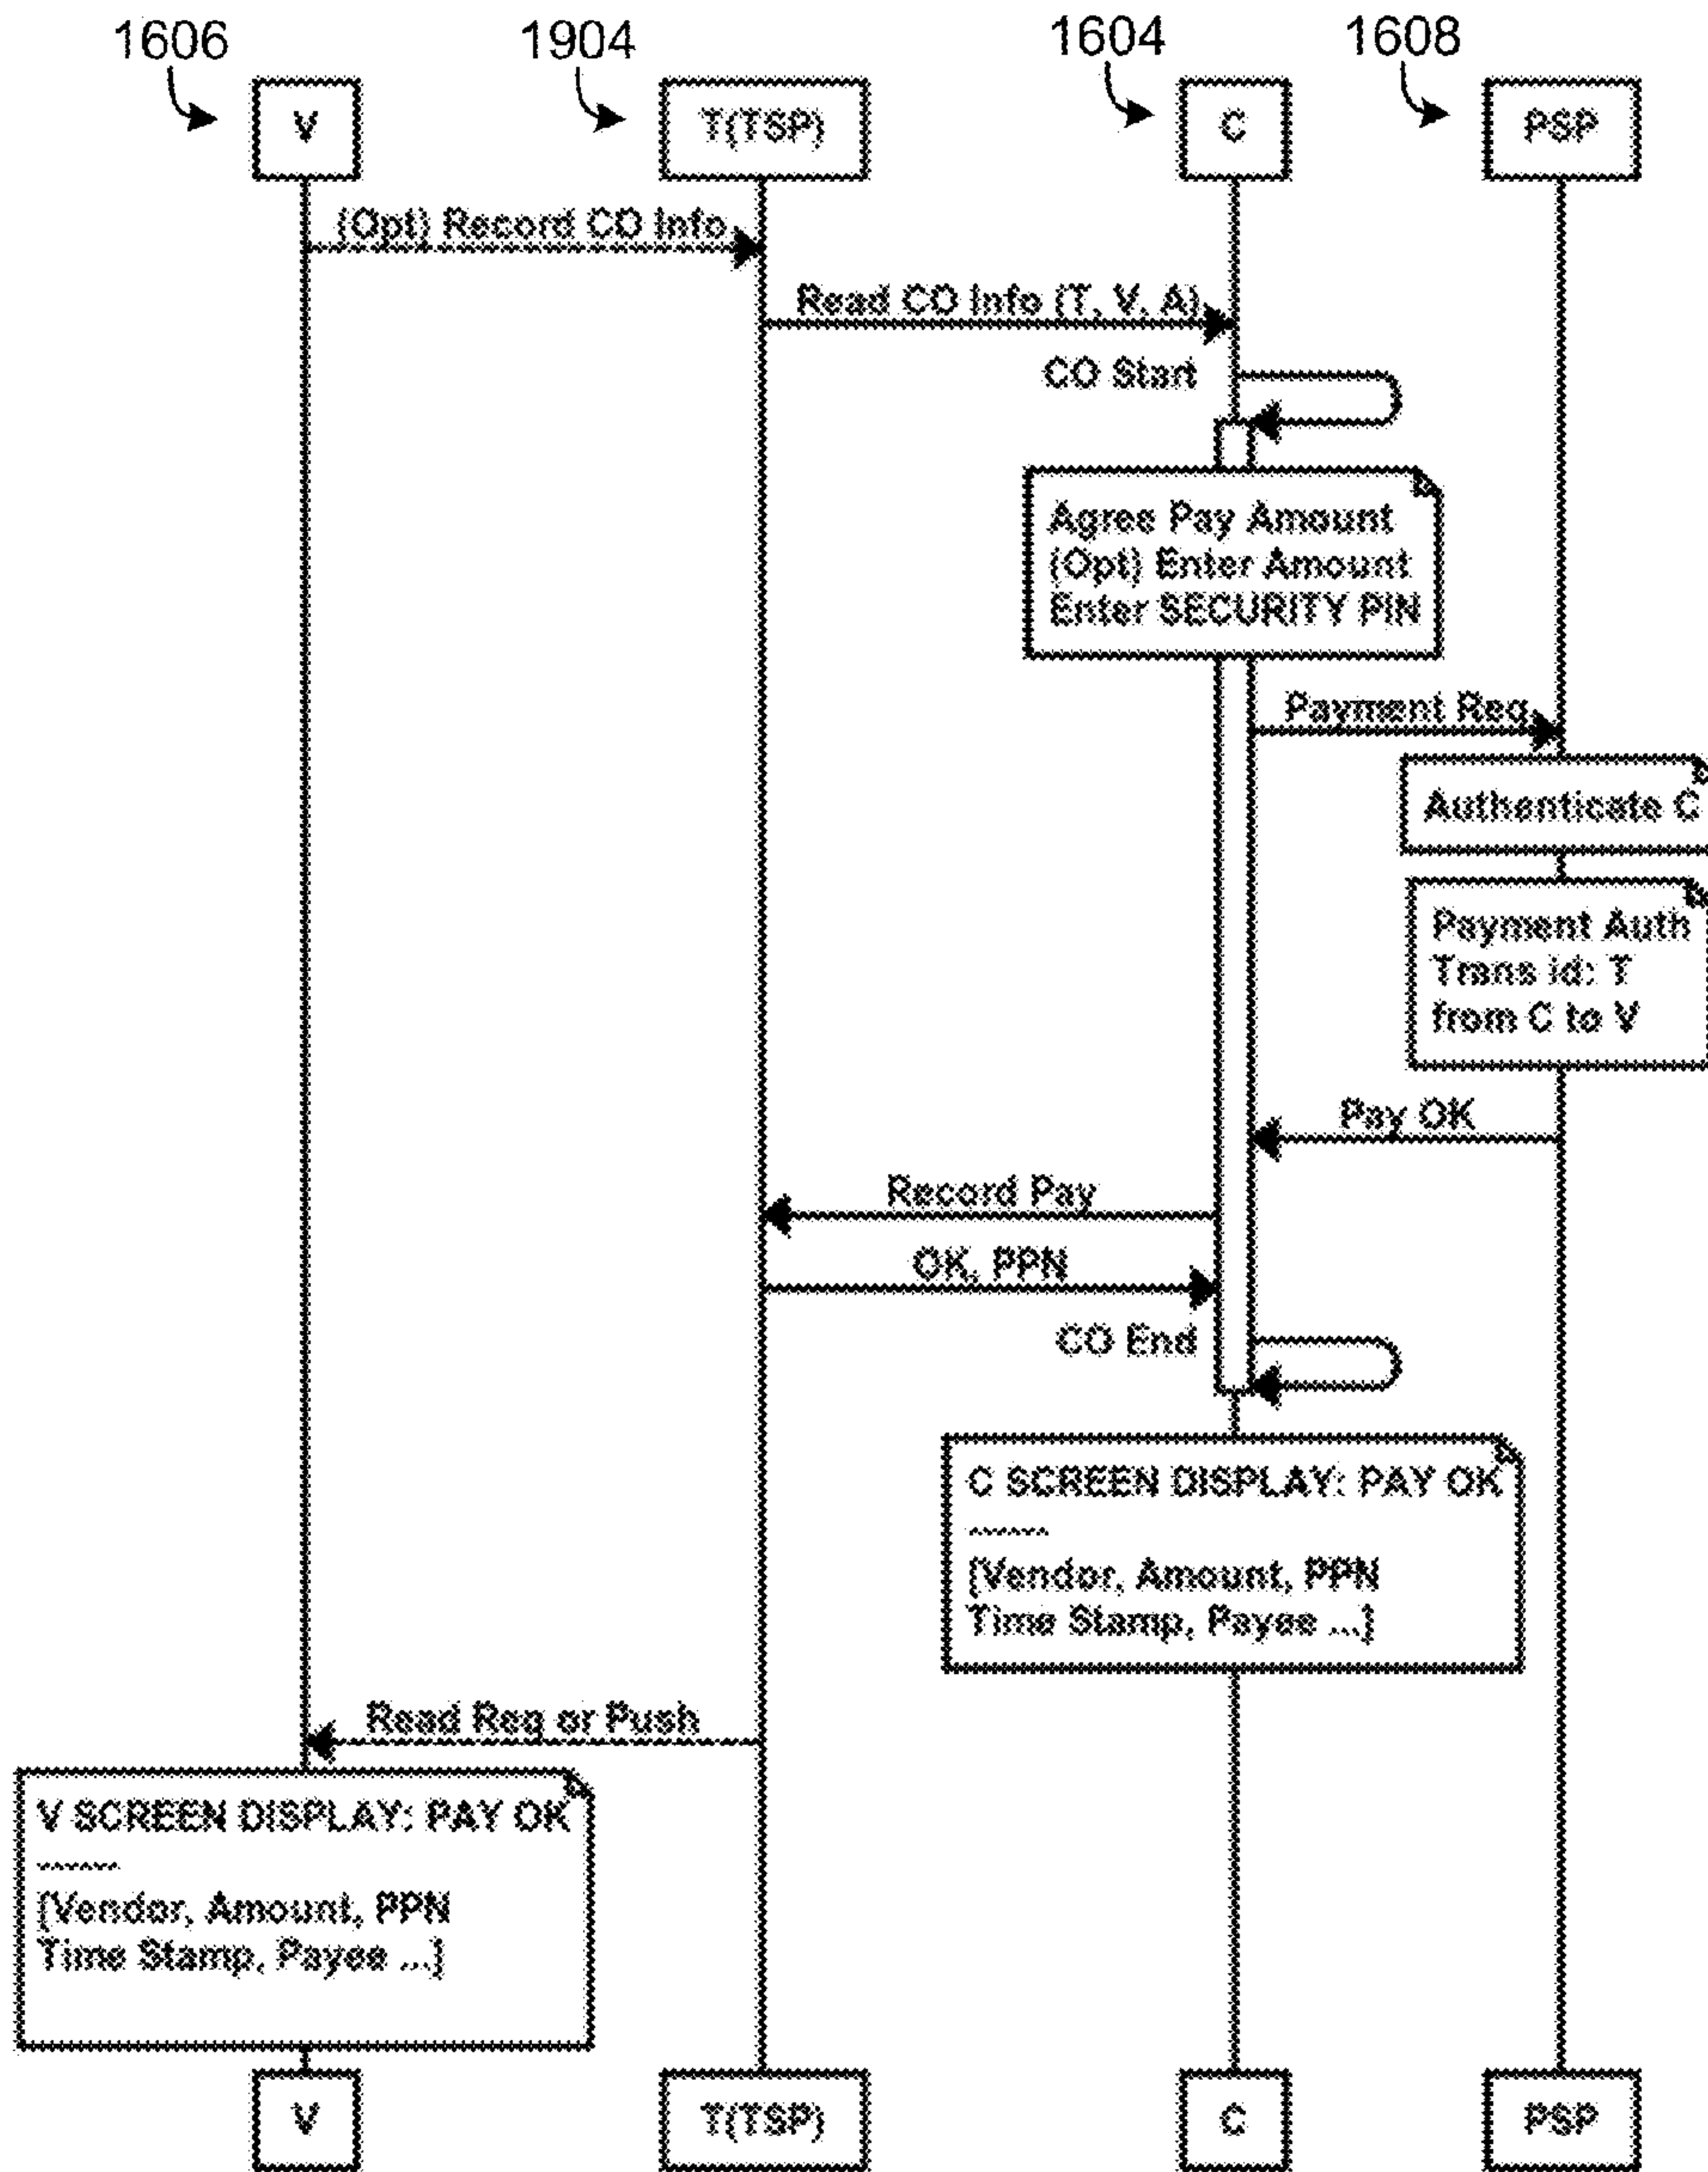 1606
1904
1604
1608
V
T(TSP)
C
PSP
(Opt) Record CO Info
Read CO Info (T, V, A)
CO Start
Agree Pay Amount
(Opt) Enter Amount
Enter SECURITY PIN
Payment Req
Authenticate C
Payment Auth
Trans id: T
from C to V
Pay OK
Record Pay
OK, PPN
CO End
C SCREEN DISPLAY: PAY OK
------
[Vendor, Amount, PPN
Time Stamp, Payee ...]
Read Req or Push
V SCREEN DISPLAY: PAY OK
------
[Vendor, Amount, PPN
Time Stamp, Payee ...]
V
T(TSP)
C
PSP